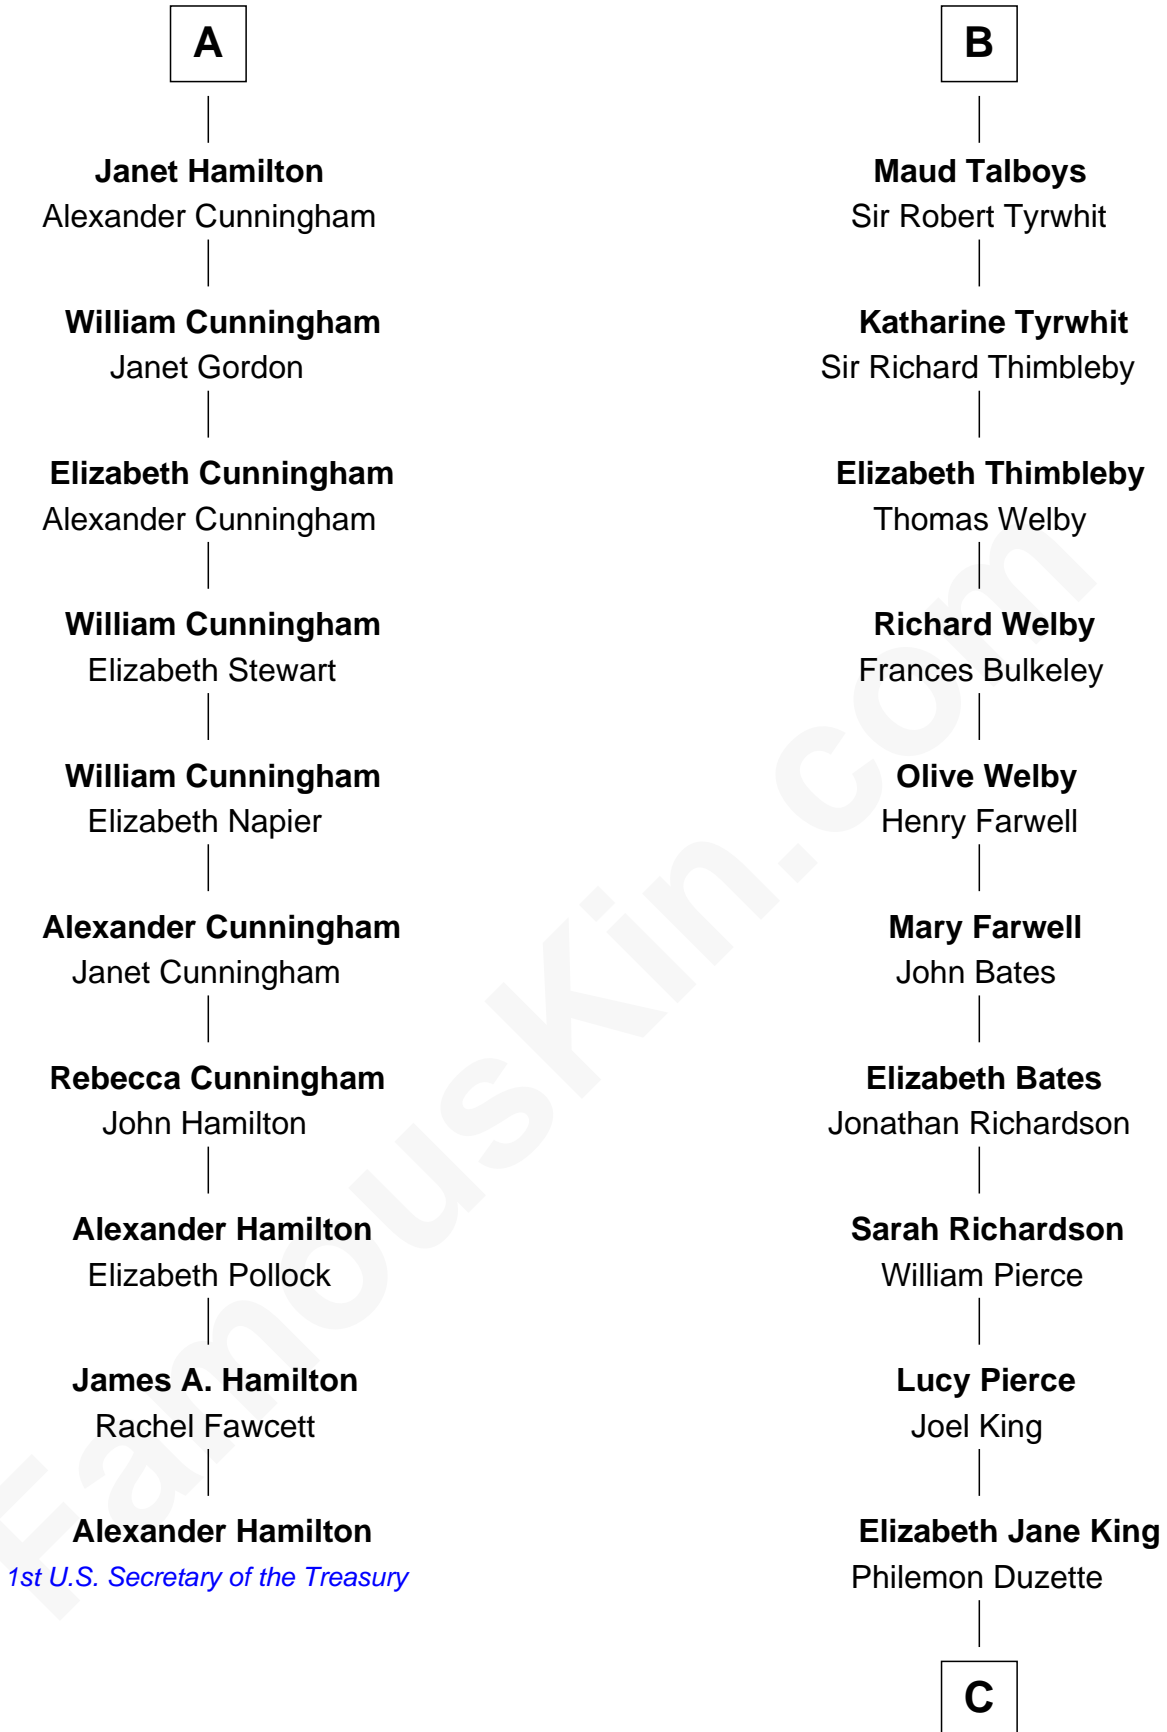 A
Janet Hamilton
Alexander Cunningham
William Cunningham
Janet Gordon
Elizabeth Cunningham
Alexander Cunningham
William Cunningham
Elizabeth Stewart
William Cunningham
Elizabeth Napier
Alexander Cunningham
Janet Cunningham
Rebecca Cunningham
John Hamilton
Alexander Hamilton
Elizabeth Pollock
James A. Hamilton
Rachel Fawcett
Alexander Hamilton
1st U.S. Secretary of the Treasury
B
Maud Talboys
Sir Robert Tyrwhit
Katharine Tyrwhit
Sir Richard Thimbleby
Elizabeth Thimbleby
Thomas Welby
Richard Welby
Frances Bulkeley
Olive Welby
Henry Farwell
Mary Farwell
John Bates
Elizabeth Bates
Jonathan Richardson
Sarah Richardson
William Pierce
Lucy Pierce
Joel King
Elizabeth Jane King
Philemon Duzette
C
FamousKin.com